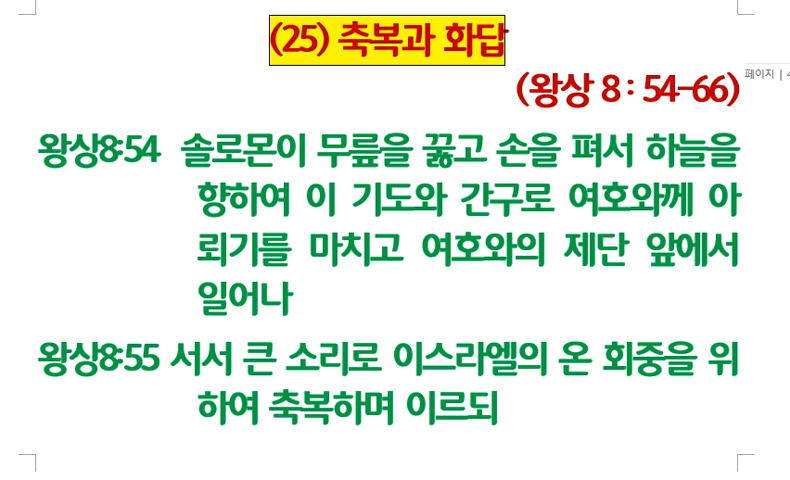 (25) 축복과 화답
(왕상 8 : 54-66)
페이지 | 4
왕상8:54 솔로몬이 무릎을 꿇고 손을 펴서 하늘을
향하여 이 기도와 간구로 여호와께 아
뢰기를 마치고 여호와의 제단 앞에서
일어나
왕상8:55 서서 큰 소리로 이스라엘의 온 회중을 위
하여 축복하며 이르되